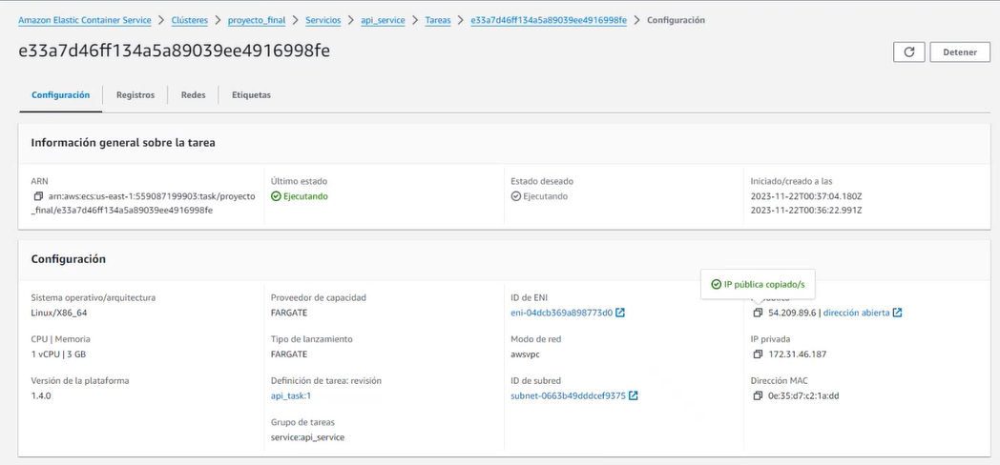 Amazon Elastic Container Service > Clústeres > proyecto_final > Servicios > api_service > Tareas > e33a7d46ff134a5a89039ee4916998fe > Configuración
e33a7d46ff134a5a89039ee4916998fe
Detener
Configuración | Registros | Redes | Etiquetas
Información general sobre la tarea
ARN
arn:aws:ecs:us-east-1:559087199903:task/proyecto
_final/e33a7d46ff134a5a89039ee4916998fe
Último estado
Ejecutando
Estado deseado
Ejecutando
Iniciado/creado a las
2023-11-22T00:37:04.180Z
2023-11-22T00:36:22.991Z
Configuración
Sistema operativo/arquitectura
Linux/X86_64
CPU | Memoria
1 vCPU | 3 GB
Versión de la plataforma
1.4.0
Proveedor de capacidad
FARGATE
Tipo de lanzamiento
FARGATE
Definición de tarea: revisión
api_task:1
Grupo de tareas
service:api_service
ID de ENI
eni-04dcb369a898773d0
Modo de red
awsvpc
ID de subred
subnet-0663b49dddcef9375
IP pública copiado/s
54.209.89.6 | dirección abierta
IP privada
172.31.46.187
Dirección MAC
0e:35:d7:c2:1a:dd